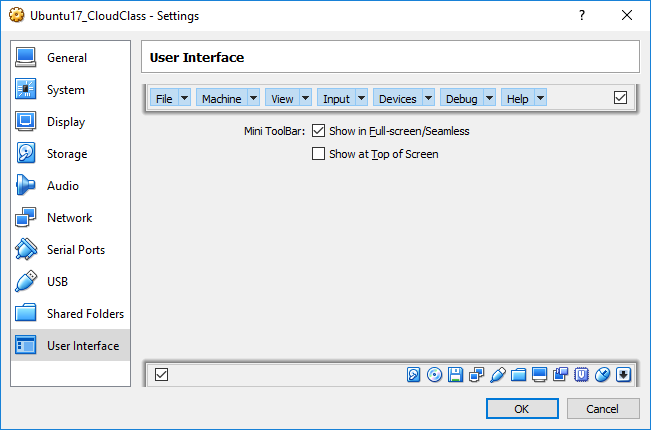 Ubuntu17_CloudClass - Settings
?
General
System
Display
Storage
Audio
Network
Serial Ports
USB
Shared Folders
User Interface
User Interface
File Machine View Input Devices Debug Help
Mini ToolBar: Show in Full-screen/Seamless
Show at Top of Screen
OK Cancel